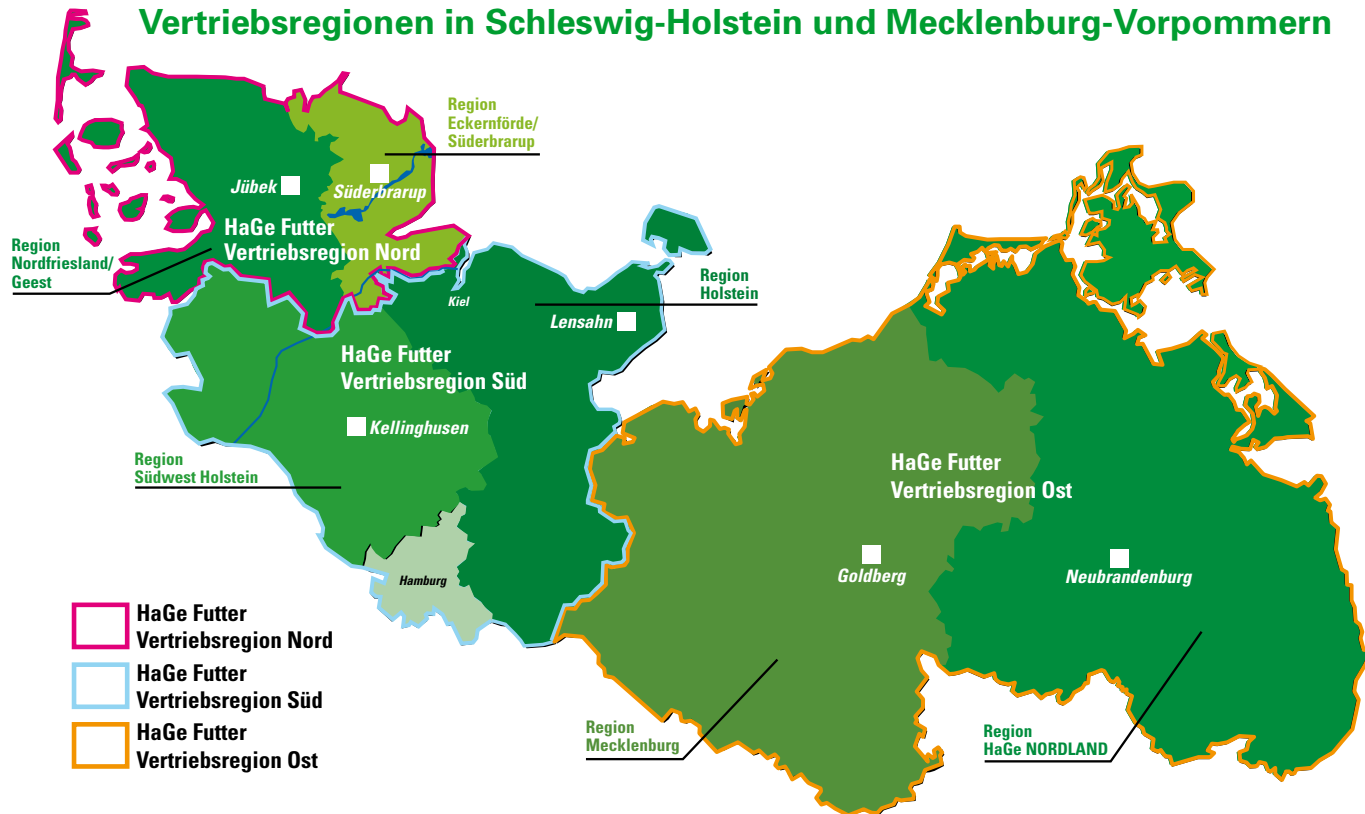 Vertriebsregionen in Schleswig-Holstein und Mecklenburg-Vorpommern
Region
Eckernförde/
Süderbrarup
Jübek
Süderbrarup
HaGe Futter
Vertriebsregion Nord
Region
Nordfriesland/
Geest
Kiel
Region
Holstein
Lensahn
HaGe Futter
Vertriebsregion Süd
Kellinghusen
Region
Südwest Holstein
HaGe Futter
Vertriebsregion Ost
Goldberg
Neubrandenburg
Hamburg
HaGe Futter
Vertriebsregion Nord
HaGe Futter
Vertriebsregion Süd
HaGe Futter
Vertriebsregion Ost
Region
Mecklenburg
Region
HaGe NORDLAND